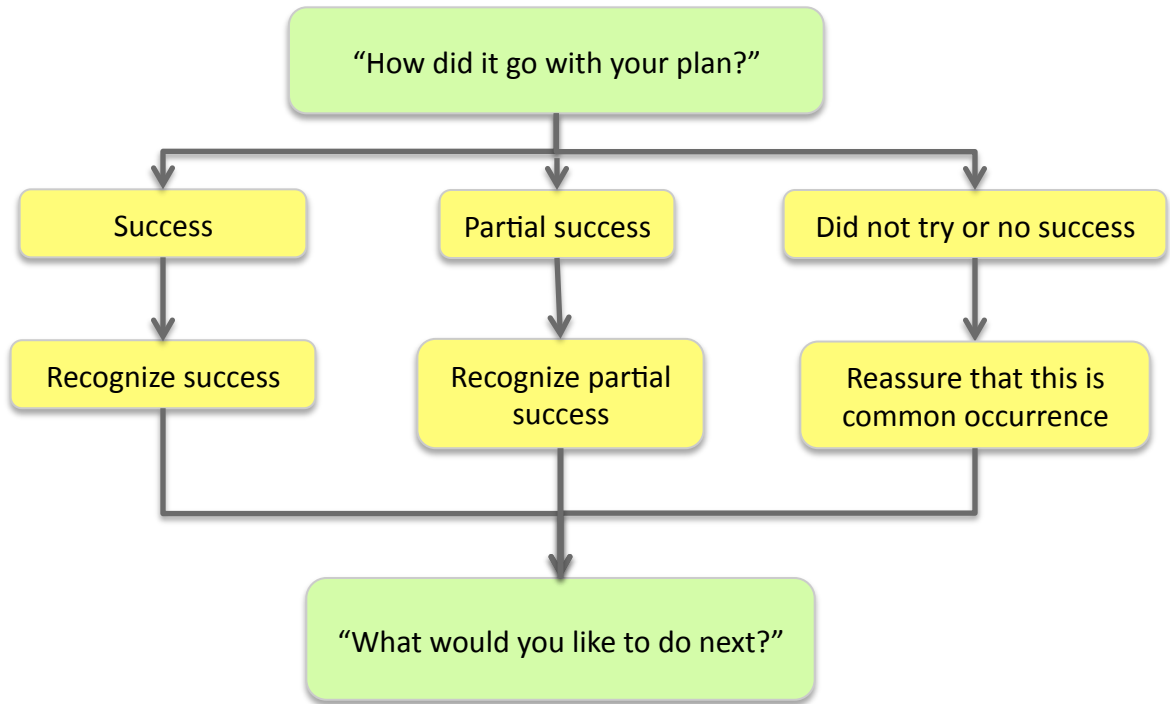 “How did it go with your plan?”
Success
Partial success
Did not try or no success
Recognize success
Recognize partial
success
Reassure that this is
common occurrence
“What would you like to do next?”